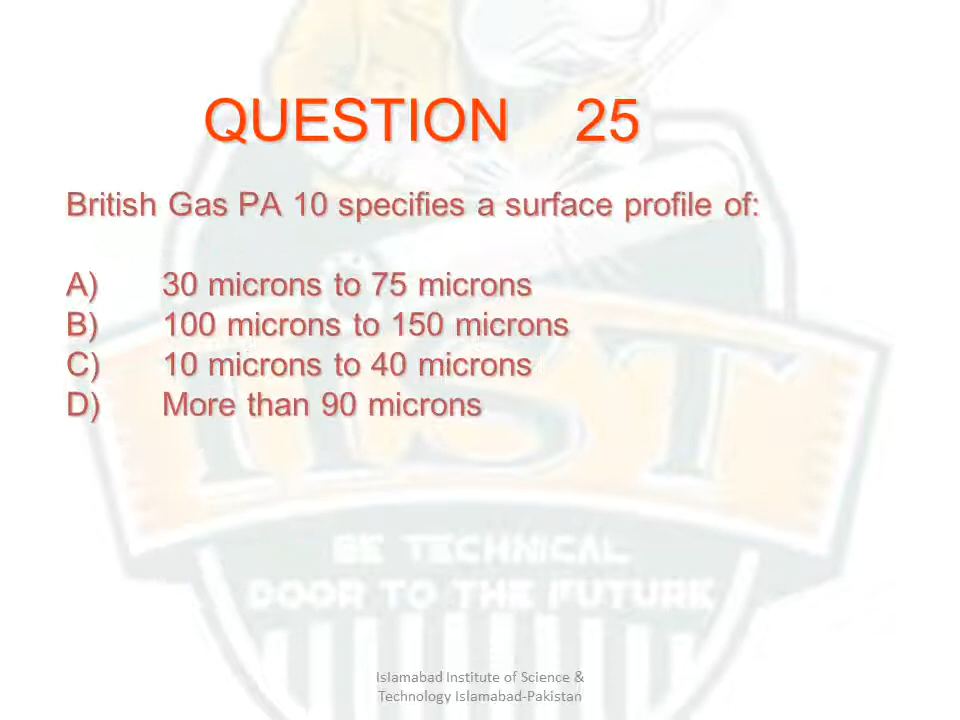 QUESTION 25
British Gas PA 10 specifies a surface profile of:
A) 30 microns to 75 microns
B) 100 microns to 150 microns
C) 10 microns to 40 microns
D) More than 90 microns
IIST
BE TECHNICAL
DOOR TO THE FUTURE
Islamabad Institute of Science &
Technology Islamabad-Pakistan